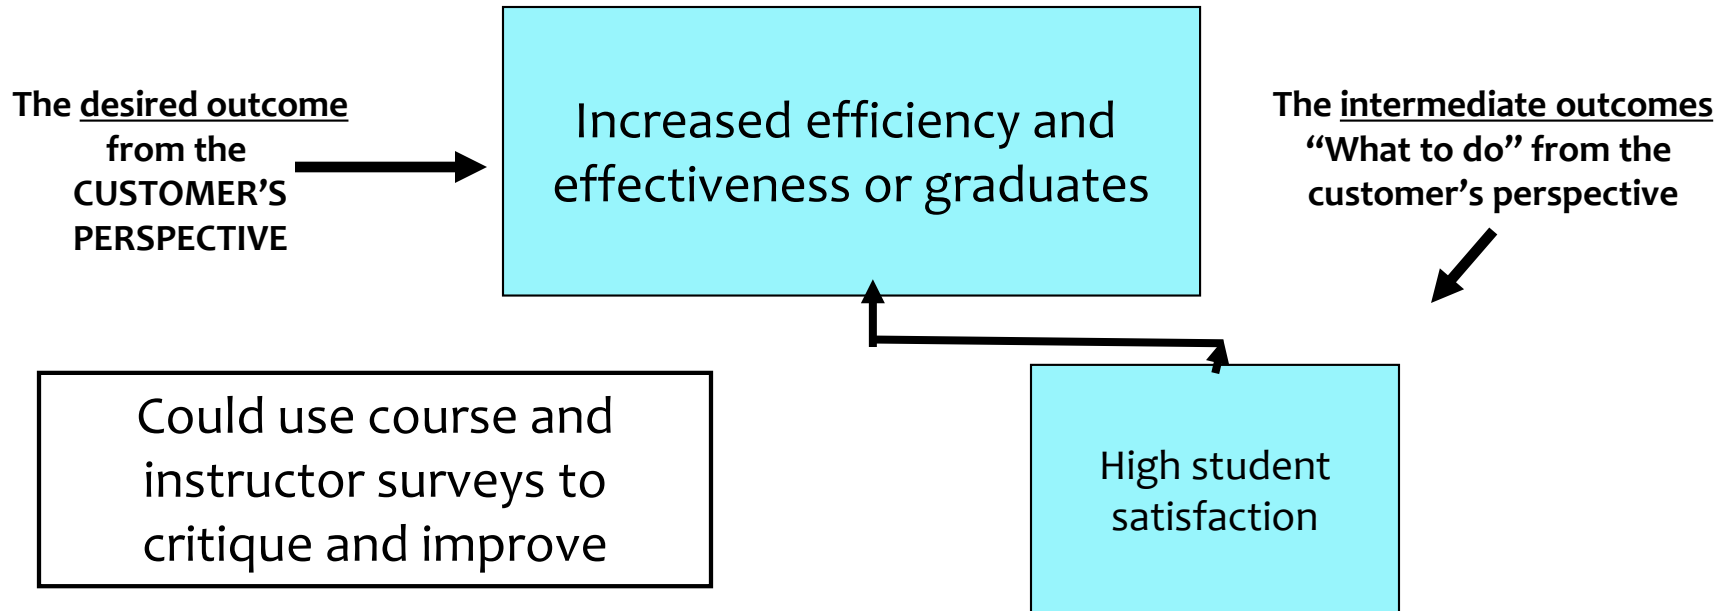 The desired outcome
from the
CUSTOMER’S
PERSPECTIVE
Increased efficiency and
effectiveness or graduates
The intermediate outcomes
“What to do” from the
customer’s perspective
Could use course and
instructor surveys to
critique and improve
High student
satisfaction